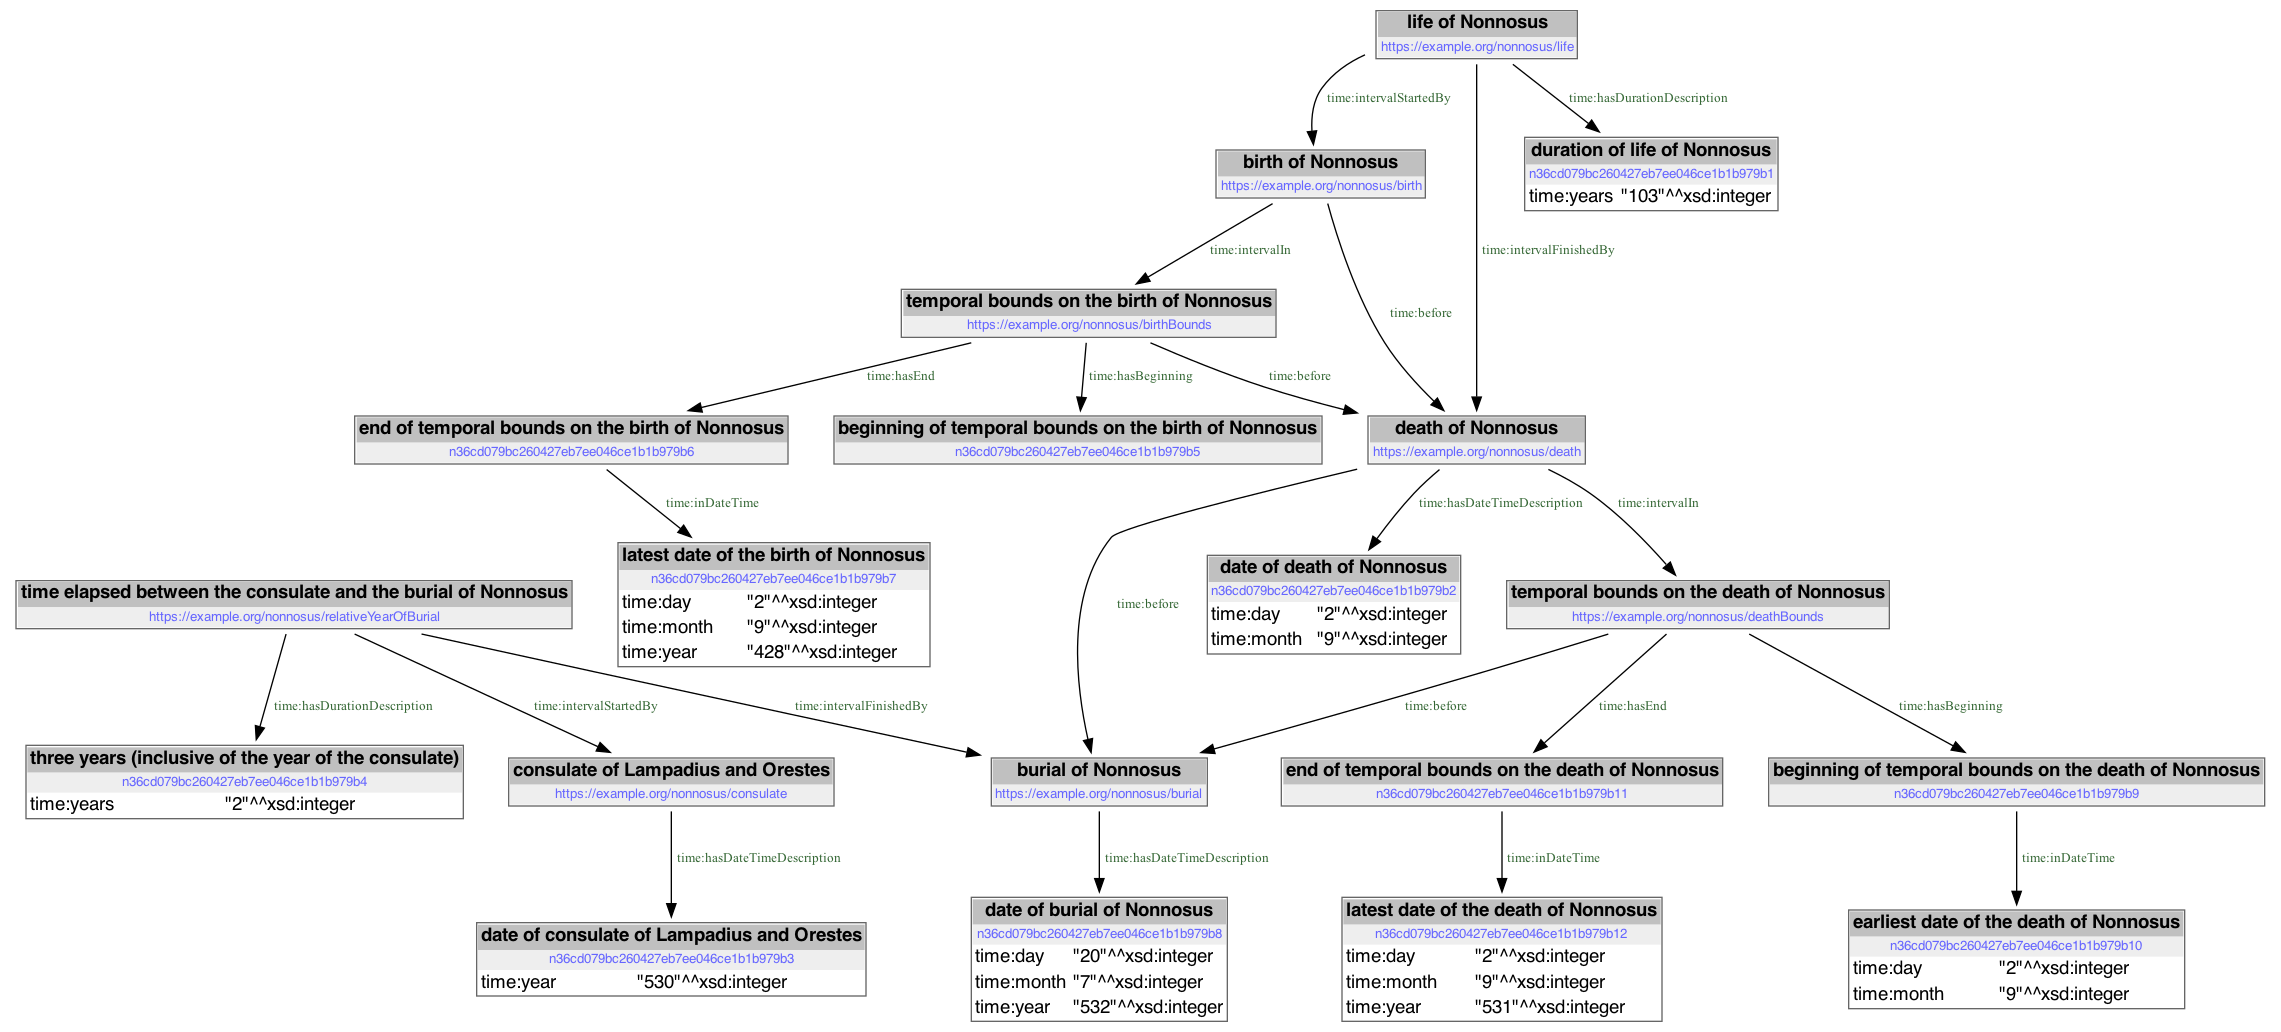 life of Nonnosus
https://example.org/nonnosus/life
time:intervalStartedBy
time:hasDurationDescription
duration of life of Nonnosus
n36cd079bc260427eb7ee046ce1b1b979b1
time:years "103"^^xsd:integer
birth of Nonnosus
https://example.org/nonnosus/birth
time:intervalIn
time:intervalFinishedBy
time:before
temporal bounds on the birth of Nonnosus
https://example.org/nonnosus/birthBounds
time:hasEnd
time:hasBeginning
time:before
end of temporal bounds on the birth of Nonnosus
n36cd079bc260427eb7ee046ce1b1b979b6
beginning of temporal bounds on the birth of Nonnosus
n36cd079bc260427eb7ee046ce1b1b979b5
death of Nonnosus
https://example.org/nonnosus/death
time:inDateTime
time:hasDateTimeDescription
time:intervalIn
latest date of the birth of Nonnosus
n36cd079bc260427eb7ee046ce1b1b979b7
time:day "2"^^xsd:integer
time:month "9"^^xsd:integer
time:year "428"^^xsd:integer
date of death of Nonnosus
n36cd079bc260427eb7ee046ce1b1b979b2
time:day "2"^^xsd:integer
time:month "9"^^xsd:integer
time elapsed between the consulate and the burial of Nonnosus
https://example.org/nonnosus/relativeYearOfBurial
time:before
temporal bounds on the death of Nonnosus
https://example.org/nonnosus/deathBounds
time:hasDurationDescription
time:intervalStartedBy
time:intervalFinishedBy
time:before
time:hasEnd
time:hasBeginning
three years (inclusive of the year of the consulate)
n36cd079bc260427eb7ee046ce1b1b979b4
time:years "2"^^xsd:integer
consulate of Lampadius and Orestes
https://example.org/nonnosus/consulate
burial of Nonnosus
https://example.org/nonnosus/burial
end of temporal bounds on the death of Nonnosus
n36cd079bc260427eb7ee046ce1b1b979b11
beginning of temporal bounds on the death of Nonnosus
n36cd079bc260427eb7ee046ce1b1b979b9
time:hasDateTimeDescription
time:hasDateTimeDescription
time:inDateTime
time:inDateTime
date of consulate of Lampadius and Orestes
n36cd079bc260427eb7ee046ce1b1b979b3
time:year "530"^^xsd:integer
date of burial of Nonnosus
n36cd079bc260427eb7ee046ce1b1b979b8
time:day "20"^^xsd:integer
time:month "7"^^xsd:integer
time:year "532"^^xsd:integer
latest date of the death of Nonnosus
n36cd079bc260427eb7ee046ce1b1b979b12
time:day "2"^^xsd:integer
time:month "9"^^xsd:integer
time:year "531"^^xsd:integer
earliest date of the death of Nonnosus
n36cd079bc260427eb7ee046ce1b1b979b10
time:day "2"^^xsd:integer
time:month "9"^^xsd:integer